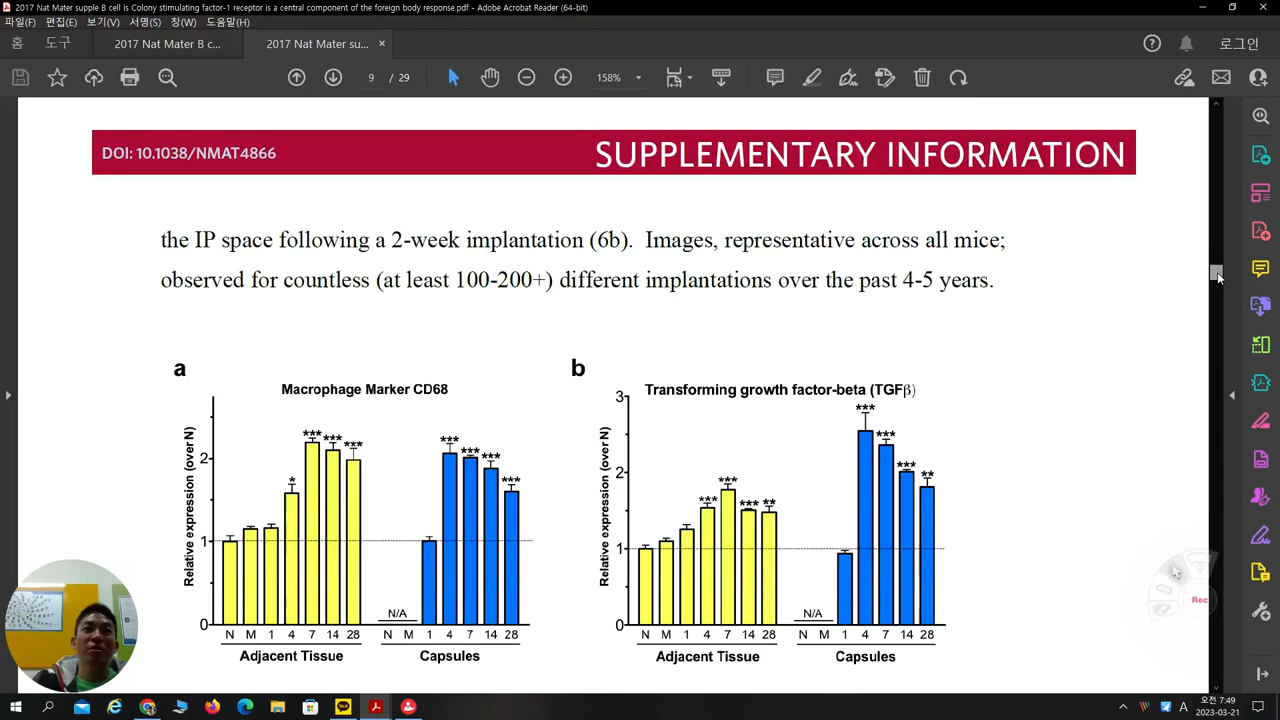 2017 Nat Mater supple B cell is Colony stimulating factor-1 receptor is a central component of the foreign body response.pdf - Adobe Acrobat Reader (64-bit)
파일(F) 편집(E) 보기(V) 서명(S) 창(W) 도움말(H)
홈 도구 2017 Nat Mater B c... 2017 Nat Mater su... × 로그인
9 / 29 158%
DOI: 10.1038/NMAT4866 SUPPLEMENTARY INFORMATION
the IP space following a 2-week implantation (6b). Images, representative across all mice;
observed for countless (at least 100-200+) different implantations over the past 4-5 years.
a
Macrophage Marker CD68
Relative expression (over N)
2
1
0
*
***
***
***
***
***
***
***
N/A
N M 1 4 7 14 28 N M 1 4 7 14 28
Adjacent Tissue Capsules
b
Transforming growth factor-beta (TGFβ)
Relative expression (over N)
3
2
1
0
***
***
***
**
***
***
***
**
N/A
N M 1 4 7 14 28 N M 1 4 7 14 28
Adjacent Tissue Capsules
Rec
TALK
A 오전 7:49
2023-03-21